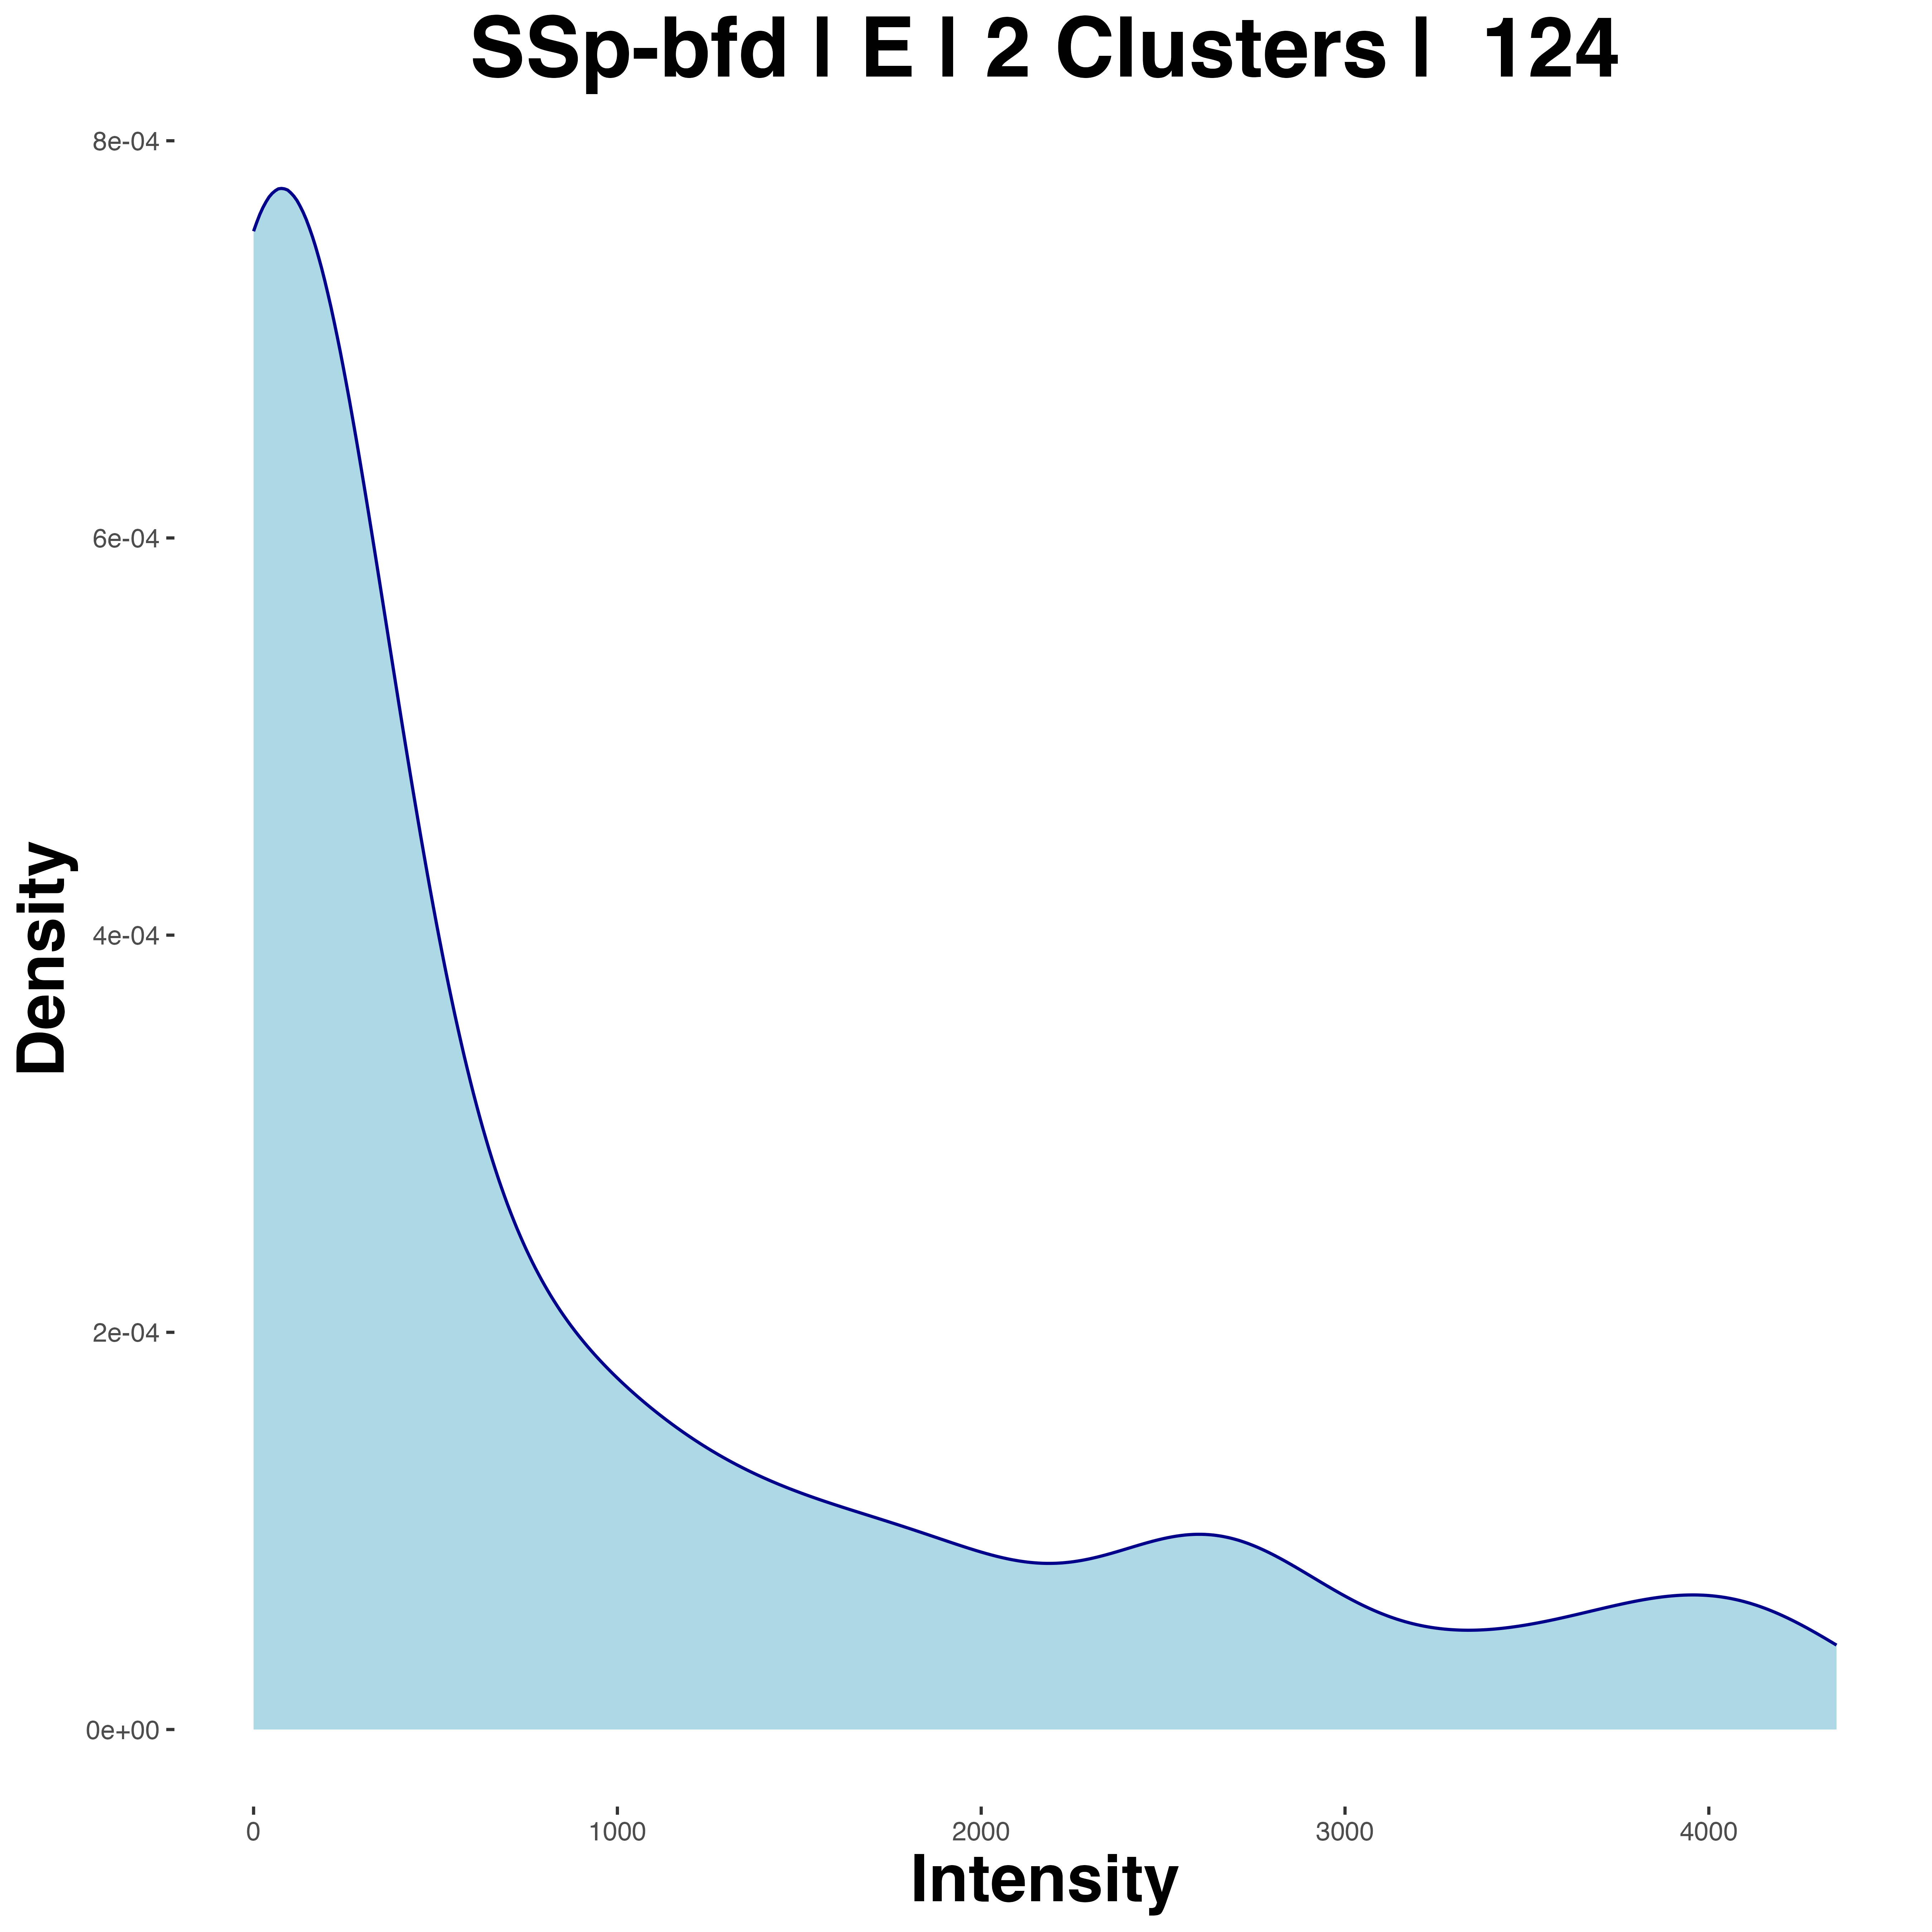 SSp-bfd | E | 2 Clusters | 124
8e-04
6e-04
4e-04
2e-04
0e+00
Density
0 1000 2000 3000 4000
Intensity